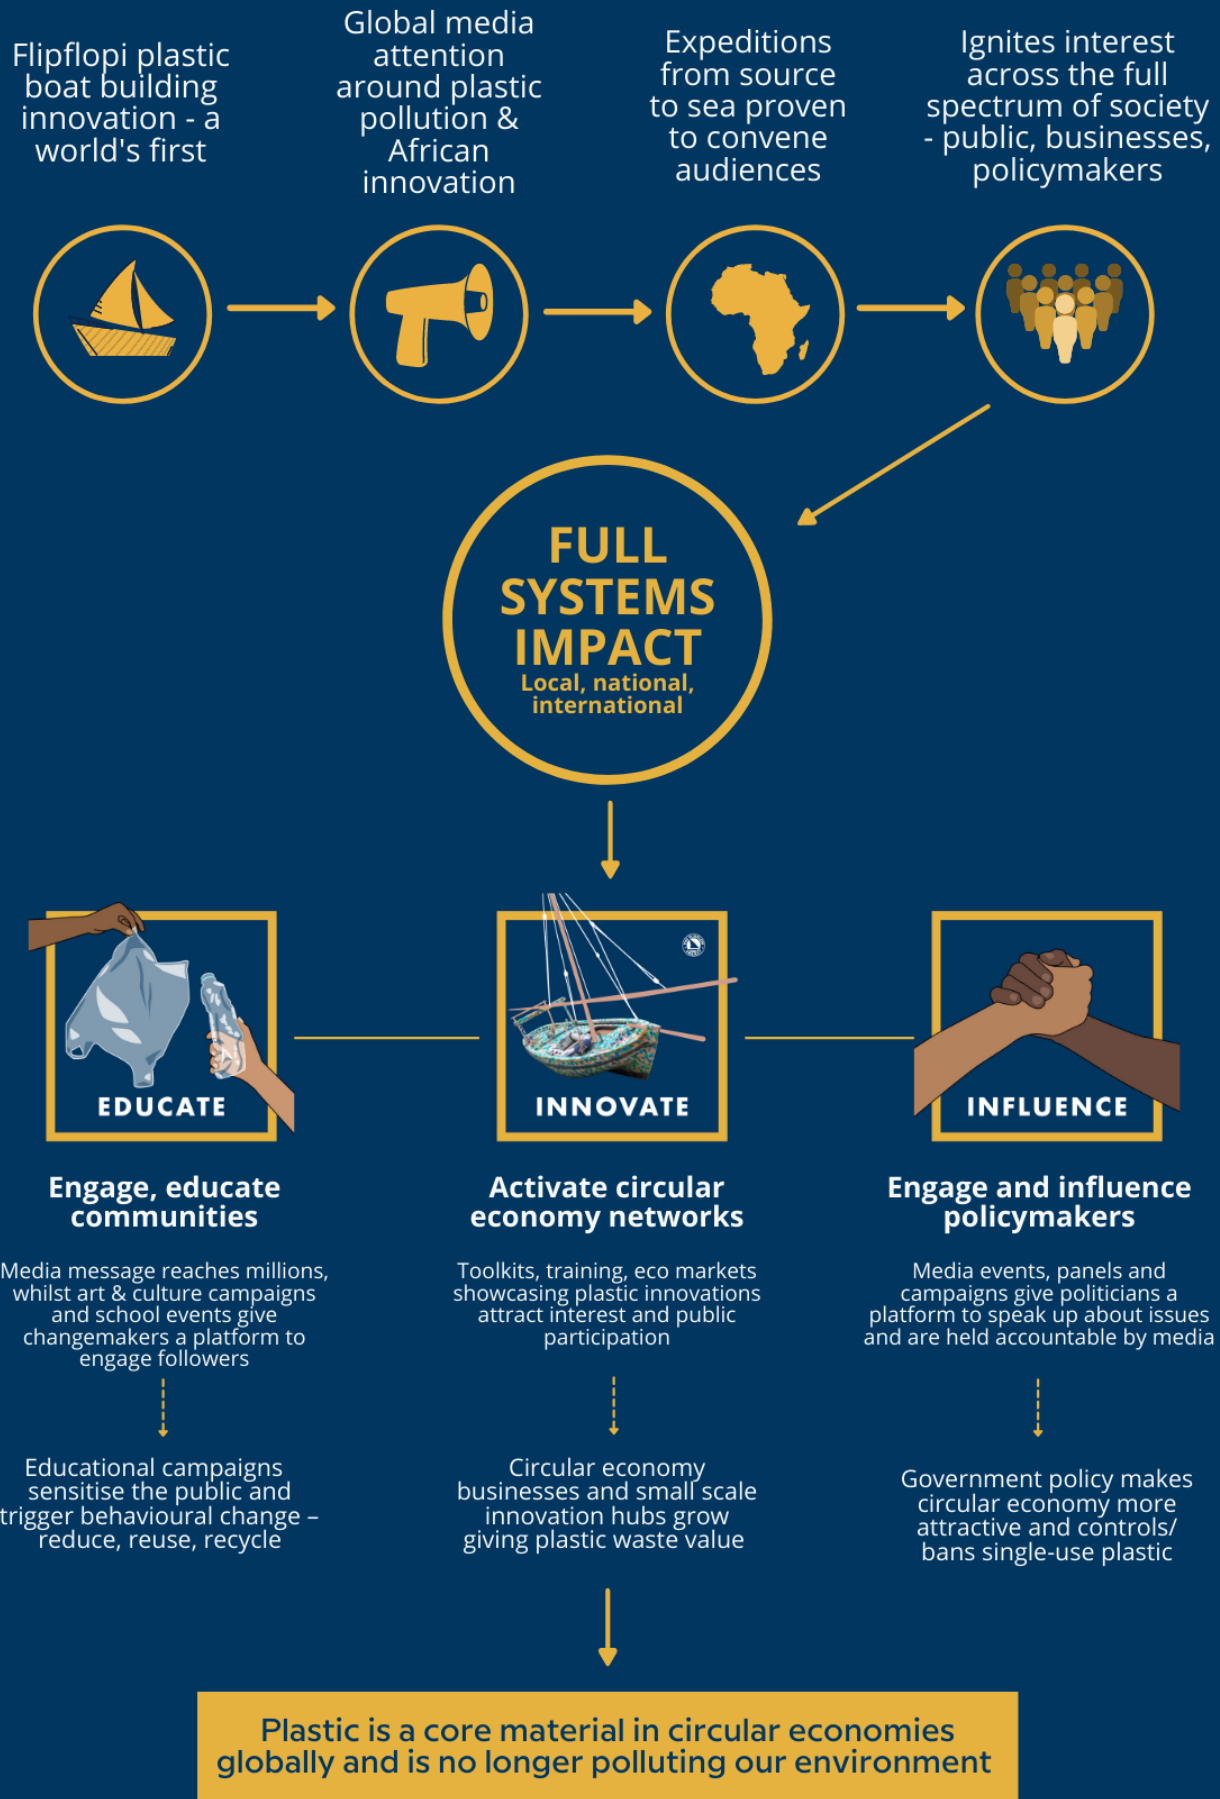 Flipflopi plastic
boat building
innovation - a
world's first
Global media
attention
around plastic
pollution &
African
innovation
Expeditions
from source
to sea proven
to convene
audiences
Ignites interest
across the full
spectrum of society
- public, businesses,
policymakers
FULL
SYSTEMS
IMPACT
Local, national,
international
EDUCATE
INNOVATE
INFLUENCE
Engage, educate
communities
Media message reaches millions,
whilst art & culture campaigns
and school events give
changemakers a platform to
engage followers
Educational campaigns
sensitise the public and
trigger behavioural change –
reduce, reuse, recycle
Activate circular
economy networks
Toolkits, training, eco markets
showcasing plastic innovations
attract interest and public
participation
Circular economy
businesses and small scale
innovation hubs grow
giving plastic waste value
Engage and influence
policymakers
Media events, panels and
campaigns give politicians a
platform to speak up about issues
and are held accountable by media
Government policy makes
circular economy more
attractive and controls/
bans single-use plastic
Plastic is a core material in circular economies
globally and is no longer polluting our environment